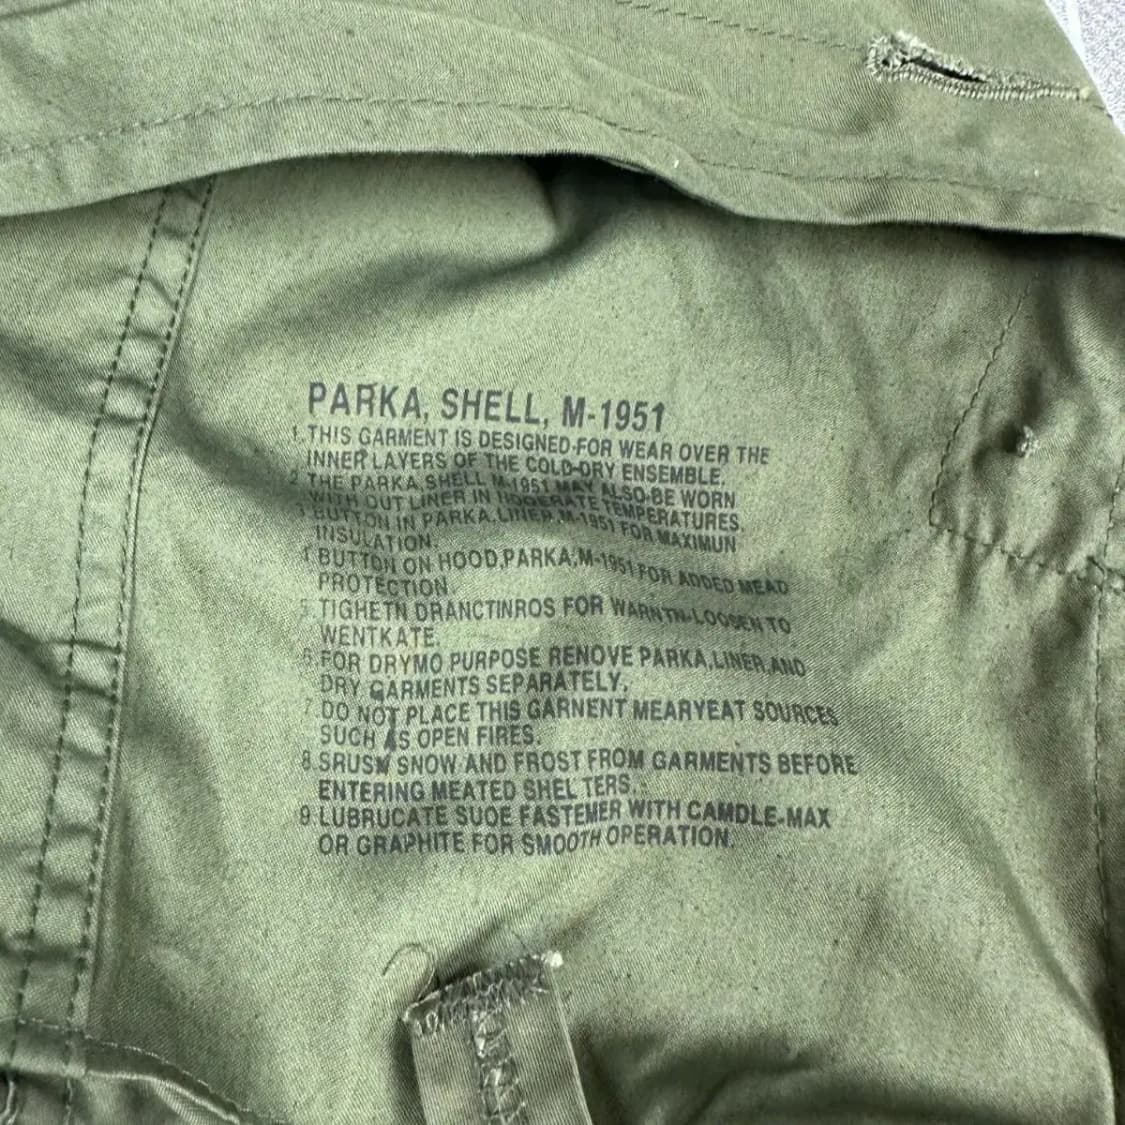 PARKA, SHELL, M-1951
1.THIS GARMENT IS DESIGNED-FOR WEAR OVER THE
INNER LAYERS OF THE COLD-DRY ENSEMBLE.
2 THE PARKA,SHELL M-1951 MAY ALSO-BE WORN
WITH OUT LINER IN MODERATE TEMPERATURES.
3 BUTTON IN PARKA.LINER.M-1951 FOR MAXIMUN
INSULATION.
4.BUTTON ON HOOD,PARKA,M-1951 FOR ADDED MEAD
PROTECTION.
5.TIGHETN DRANCTINROS FOR WARNTN-LOOSEN TO
WENTKATE.
6.FOR DRYMO PURPOSE RENOVE PARKA,LINER,AND
DRY GARMENTS SEPARATELY.
7.DO NOT PLACE THIS GARNENT MEARYEAT SOURCES
SUCH AS OPEN FIRES.
8.SRUSM SNOW AND FROST FROM GARMENTS BEFORE
ENTERING MEATED SHEL TERS.
9.LUBRUCATE SUOE FASTEMER WITH CAMDLE-MAX
OR GRAPHITE FOR SMOOTH OPERATION.